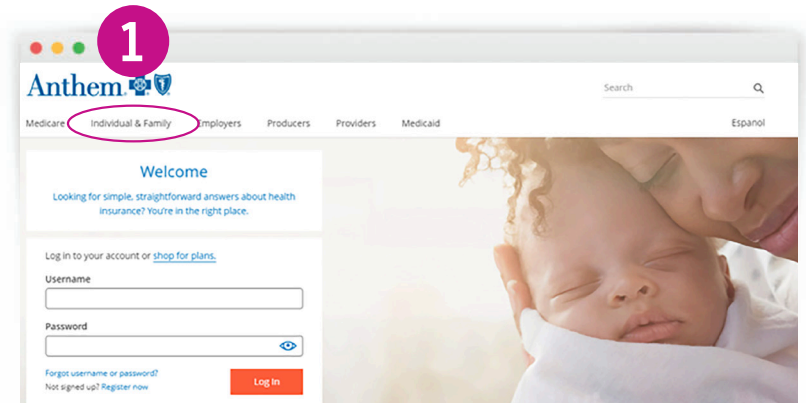 1
Anthem
Search
Medicare Individual & Family Employers Producers Providers Medicaid Espanol
Welcome
Looking for simple, straightforward answers about health
insurance? You're in the right place.
Log in to your account or shop for plans.
Username
Password
Forgot username or password?
Not signed up? Register now
Log In